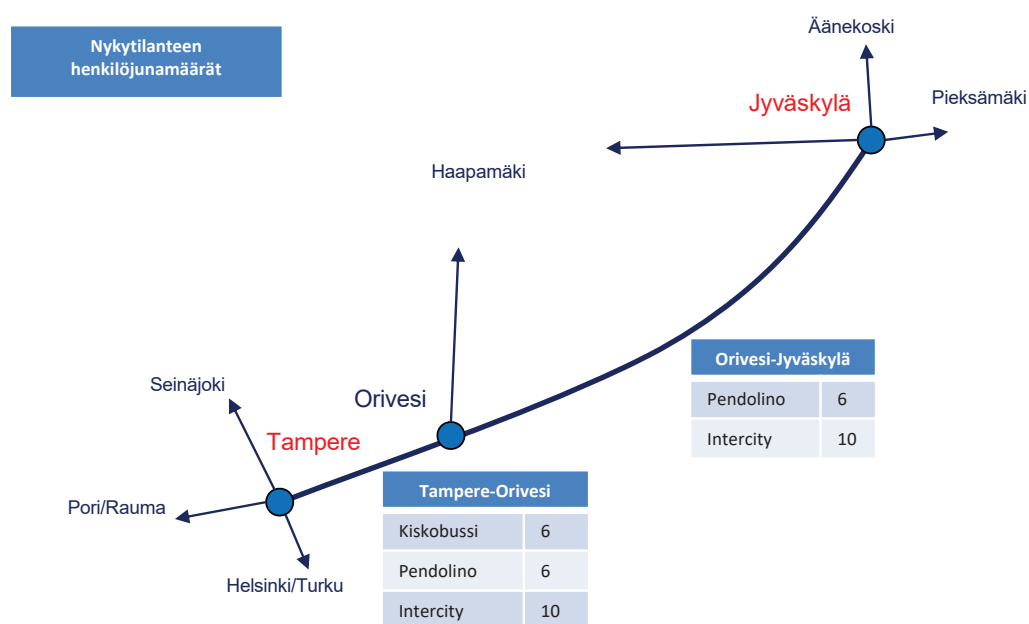 Nykytilanteen
henkilöjunamäärät
Äänekoski
Jyväskylä
Pieksämäki
Haapamäki
Orivesi-Jyväskylä
Pendolino 6
Intercity 10
Seinäjoki
Orivesi
Tampere
Pori/Rauma
Helsinki/Turku
Tampere-Orivesi
Kiskobussi 6
Pendolino 6
Intercity 10